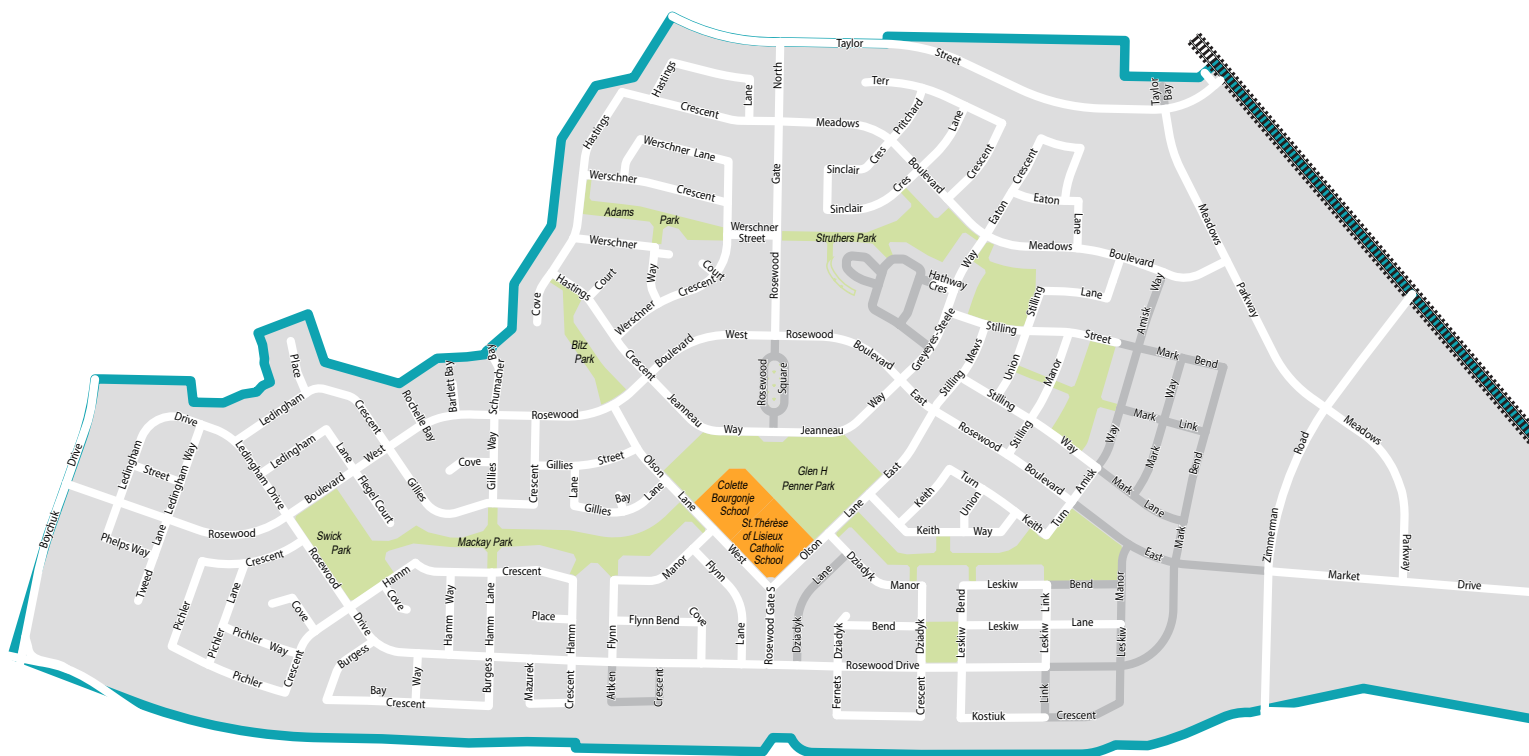 Taylor
Street
Taylor
Bay
North
Gate
Rosewood
Hastings
Lane
Crescent
Hastings
Meadows
Terr
Pritchard
Lane
Cres
Boulevard
Crescent
Sinclair
Cres
Sinclair
Werschner Lane
Werschner
Crescent
Adams
Park
Werschner
Street
Struthers Park
Crescent
Eaton
Eaton
Lane
Meadows
Boulevard
Meadows
Parkway
Werschner
Way
Court
Crescent
Werschner
Hastings
Court
Cove
Way
Hathway
Cres
Greyeyes-Steele
Stilling
Lane
Amisk
Way
Stilling
Street
Mark
Bend
Bitz
Park
Crescent
Boulevard
West
Rosewood
Boulevard
Rosewood
Square
Mews
Stilling
Union
Manor
Stilling
Stilling
Way
Way
Amisk
Mark
Way
Mark
Link
Mark
Bend
Mark
Lane
Mark
Place
Ledingham
Crescent
Rochelle Bay
Bartlett Bay
Bay
Schumacher
Rosewood
Jeanneau
Way
Jeanneau
Way
East
Rosewood
Boulevard
East
Meadows
Parkway
Road
Zimmerman
Market
Drive
Drive
Boychuk
Drive
Ledingham
Street
Ledingham Way
Lane
Tweed
Phelps Way
Ledingham Drive
Ledingham
Lane
Flegel Court
West
Boulevard
Rosewood
Cove
Gillies
Way
Gillies
Crescent
Gillies
Street
Lane
Gillies
Bay
Lane
Olson
Lane
West
Glen H
Penner Park
Colette
Bourgonje
School
St.Thérèse
of Lisieux
Catholic
School
Olson
Lane
East
Keith
Turn
Union
Keith
Way
Keith
Turn
Swick
Park
Mackay Park
Rosewood
Drive
Crescent
Pichler
Lane
Pichler
Cove
Pichler
Way
Crescent
Pichler
Hamm
Crescent
Cove
Hamm Way
Hamm Lane
Place
Hamm
Crescent
Manor
Flynn
Lane
Flynn Bend
Cove
Flynn
Aitken
Crescent
Burgess
Bay
Way
Crescent
Burgess
Mazurek
Rosewood Gate S
Lane
Dziadyk
Dziadyk
Manor
Dziadyk
Bend
Dziadyk
Rosewood Drive
Fernets
Crescent
Leskiw
Bend
Bend
Link
Manor
Leskiw
Lane
Leskiw
Leskiw
Leskiw
Link
Kostiuk
Crescent